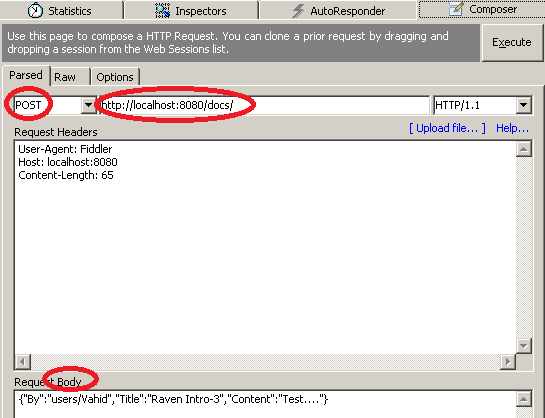 Statistics Inspectors AutoResponder Composer
Use this page to compose a HTTP Request. You can clone a prior request by dragging and
dropping a session from the Web Sessions list.
Execute
Parsed Raw Options
POST http://localhost:8080/docs/ HTTP/1.1
Request Headers [ Upload file... ] Help...
User-Agent: Fiddler
Host: localhost:8080
Content-Length: 65
Request Body
{"By":"users/Vahid","Title":"Raven Intro-3","Content":"Test...."}